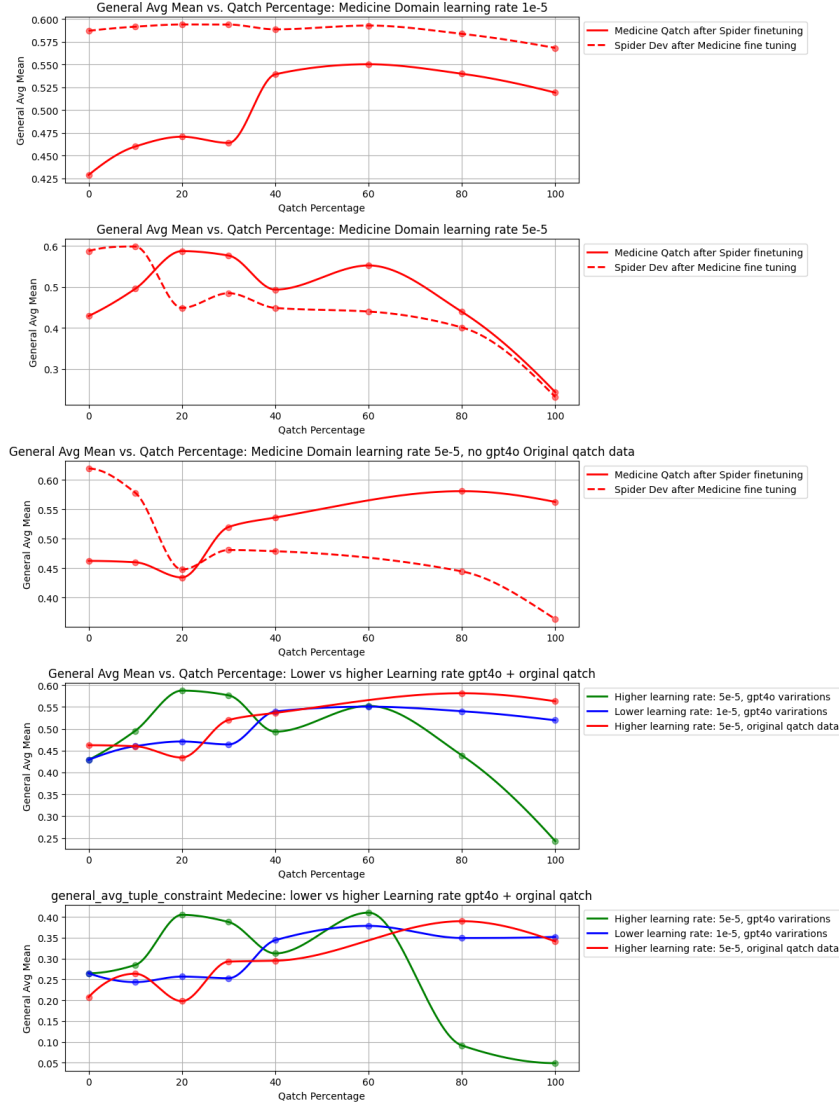 General Avg Mean vs. Qatch Percentage: Medicine Domain learning rate 1e-5
0.600
0.575
0.550
0.525
0.500
0.475
0.450
0.425
General Avg Mean
0 20 40 60 80 100
Qatch Percentage
Medicine Qatch after Spider finetuning
Spider Dev after Medicine fine tuning
General Avg Mean vs. Qatch Percentage: Medicine Domain learning rate 5e-5
0.6
0.5
0.4
0.3
General Avg Mean
0 20 40 60 80 100
Qatch Percentage
Medicine Qatch after Spider finetuning
Spider Dev after Medicine fine tuning
General Avg Mean vs. Qatch Percentage: Medicine Domain learning rate 5e-5, no gpt4o Original qatch data
0.60
0.55
0.50
0.45
0.40
General Avg Mean
0 20 40 60 80 100
Qatch Percentage
Medicine Qatch after Spider finetuning
Spider Dev after Medicine fine tuning
General Avg Mean vs. Qatch Percentage: Lower vs higher Learning rate gpt4o + orginal qatch
0.60
0.55
0.50
0.45
0.40
0.35
0.30
0.25
General Avg Mean
0 20 40 60 80 100
Qatch Percentage
Higher learning rate: 5e-5, gpt4o varirations
Lower learning rate: 1e-5, gpt4o varirations
Higher learning rate: 5e-5, original qatch data
general_avg_tuple_constraint Medecine: lower vs higher Learning rate gpt4o + orginal qatch
0.40
0.35
0.30
0.25
0.20
0.15
0.10
0.05
General Avg Mean
0 20 40 60 80 100
Qatch Percentage
Higher learning rate: 5e-5, gpt4o varirations
Lower learning rate: 1e-5, gpt4o varirations
Higher learning rate: 5e-5, original qatch data